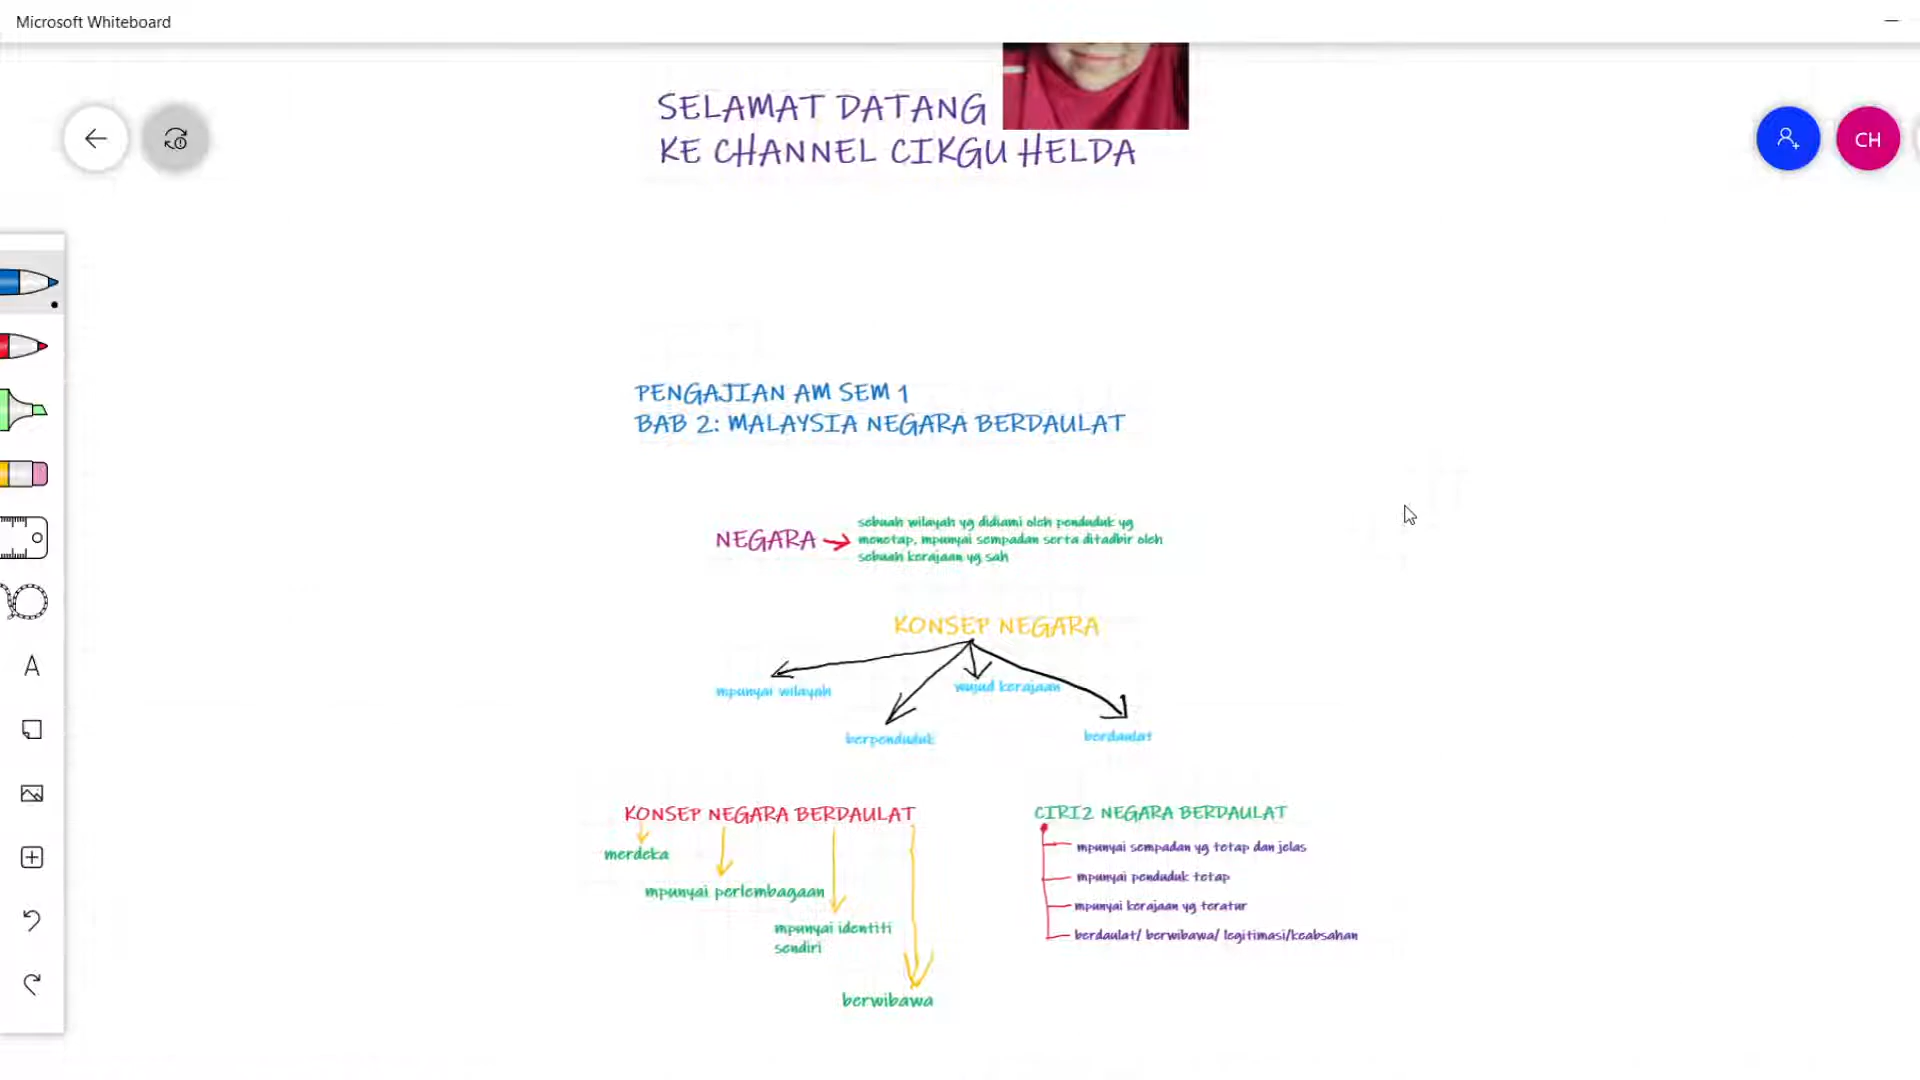 Microsoft Whiteboard
SELAMAT DATANG
KE CHANNEL CIKGU HELDA
CH
PENGAJIAN AM SEM 1
BAB 2: MALAYSIA NEGARA BERDAULAT
NEGARA
sebuah wilayah yg didiami oleh penduduk yg
menetap, mpunyai sempadan serta ditadbir oleh
sebuah kerajaan yg sah
KONSEP NEGARA
mpunyai wilayah
wujud kerajaan
berpenduduk
berdaulat
KONSEP NEGARA BERDAULAT
merdeka
mpunyai perlembagaan
mpunyai identiti
sendiri
berwibawa
CIRI2 NEGARA BERDAULAT
mpunyai sempadan yg tetap dan jelas
mpunyai penduduk tetap
mpunyai kerajaan yg teratur
berdaulat/ berwibawa/ legitimasi/keabsahan